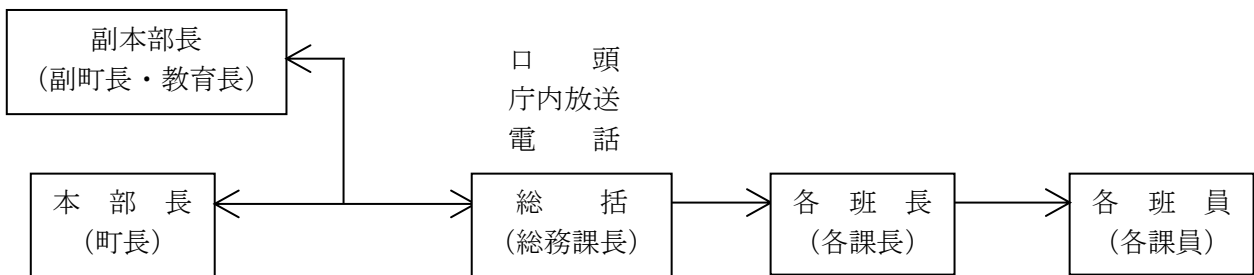 副本部長
（副町長・教育長）
口　　頭
庁内放送
電　　話
本　部　長
（町長）
総　　括
（総務課長）
各　班　長
（各課長）
各　班　員
（各課員）